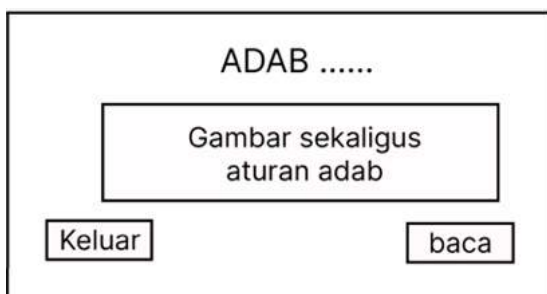 ADAB ......
Gambar sekaligus
aturan adab
Keluar
baca